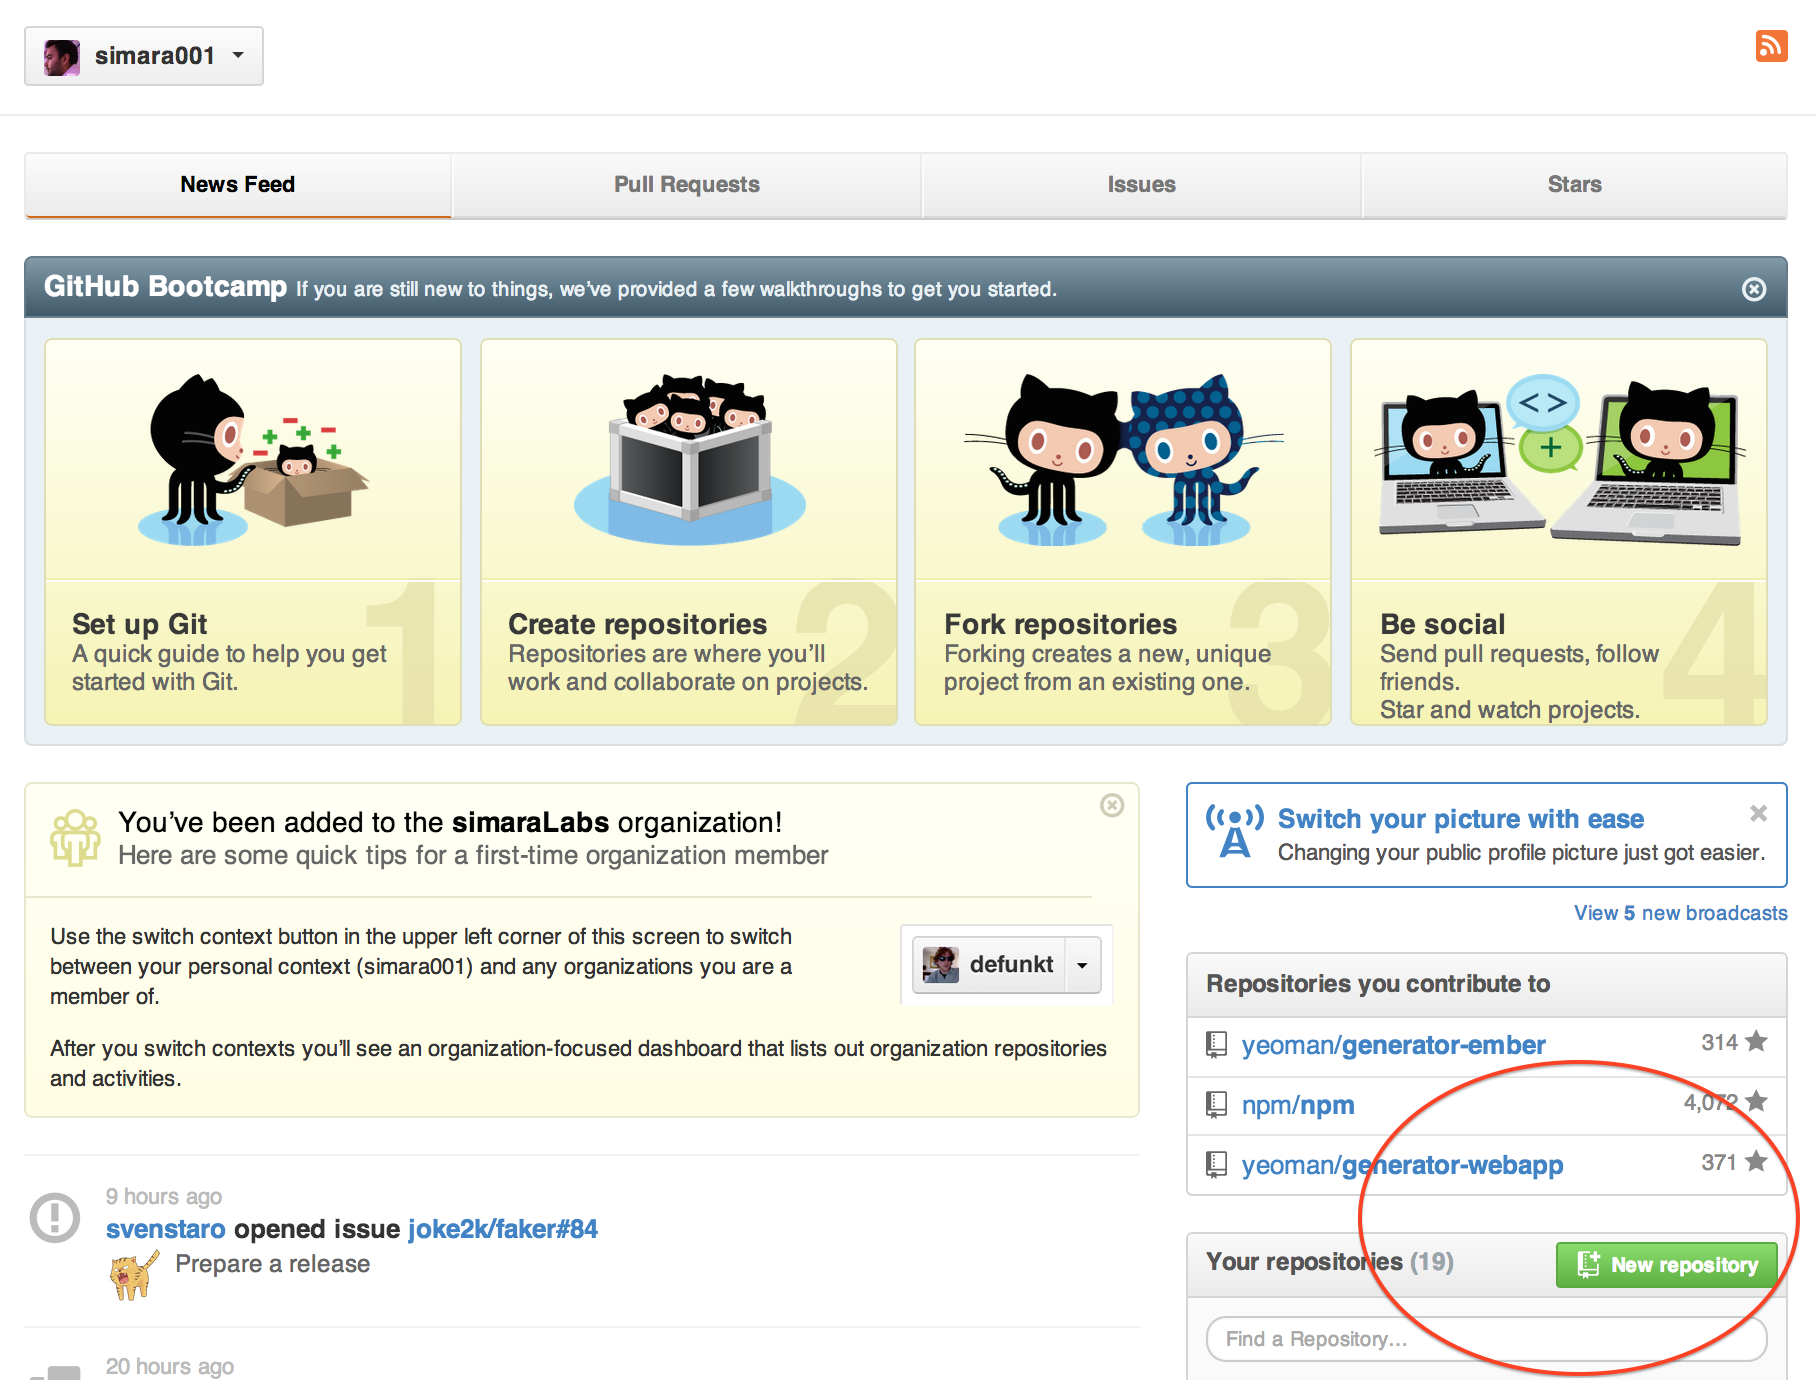 simara001
News Feed
Pull Requests
Issues
Stars
GitHub Bootcamp If you are still new to things, we've provided a few walkthroughs to get you started.
<>
+
1
Set up Git
A quick guide to help you get
started with Git.
2
Create repositories
Repositories are where you'll
work and collaborate on projects.
3
Fork repositories
Forking creates a new, unique
project from an existing one.
4
Be social
Send pull requests, follow
friends.
Star and watch projects.
You've been added to the simaraLabs organization!
Here are some quick tips for a first-time organization member
Use the switch context button in the upper left corner of this screen to switch
between your personal context (simara001) and any organizations you are a
member of.
defunkt
After you switch contexts you'll see an organization-focused dashboard that lists out organization repositories
and activities.
9 hours ago
svenstaro opened issue joke2k/faker#84
Prepare a release
20 hours ago
Switch your picture with ease
Changing your public profile picture just got easier.
View 5 new broadcasts
Repositories you contribute to
yeoman/generator-ember 314
npm/npm 4,072
yeoman/generator-webapp 371
Your repositories (19)
New repository
Find a Repository...